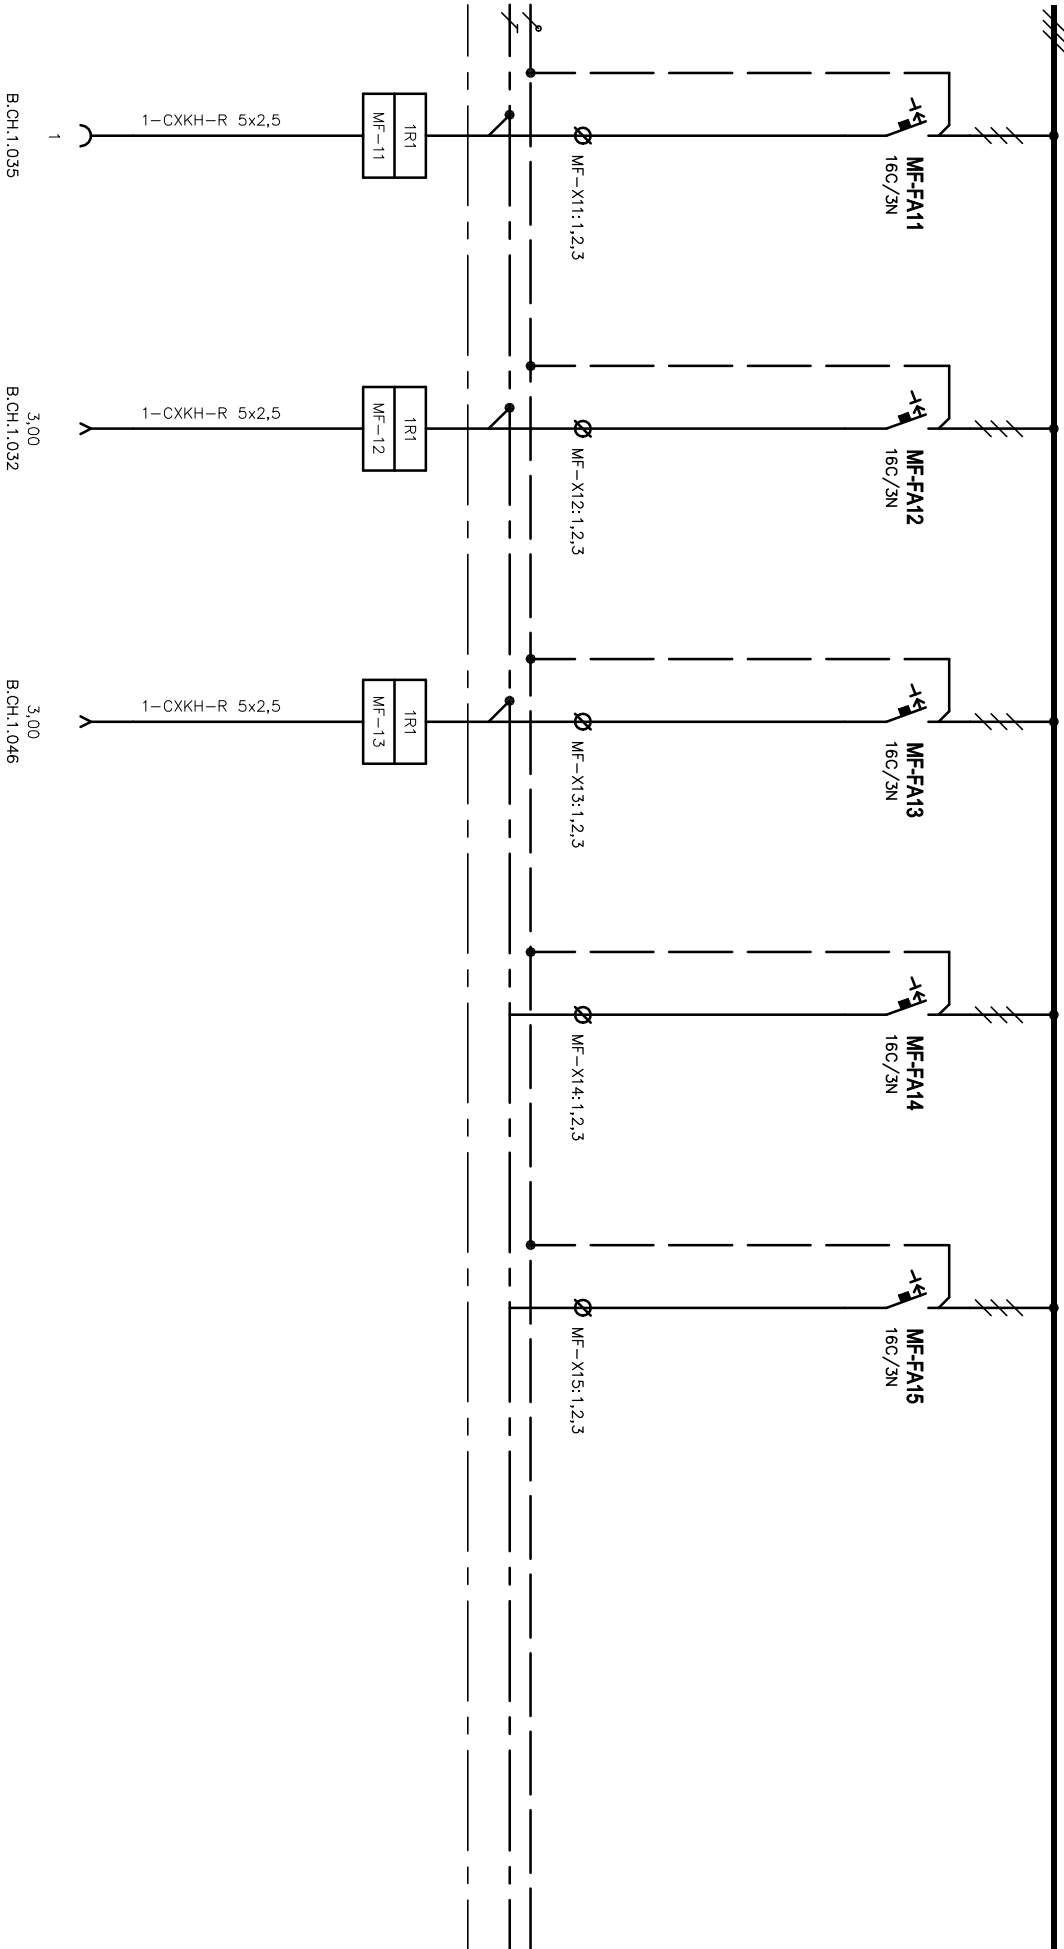 MF-FA11
16C/3N
MF-X11:1,2,3
1R1
MF-11
1-CXKH-R 5x2,5
1
B.CH.1.035
MF-FA12
16C/3N
MF-X12:1,2,3
1R1
MF-12
1-CXKH-R 5x2,5
3,00
B.CH.1.032
MF-FA13
16C/3N
MF-X13:1,2,3
1R1
MF-13
1-CXKH-R 5x2,5
3,00
B.CH.1.046
MF-FA14
16C/3N
MF-X14:1,2,3
MF-FA15
16C/3N
MF-X15:1,2,3